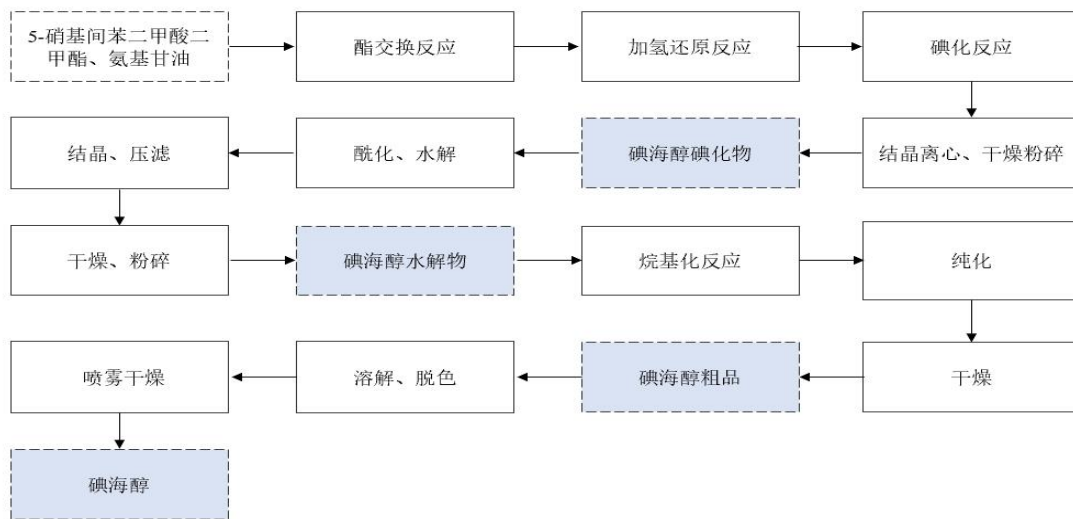 5-硝基间苯二甲酸二
甲酯、氨基甘油
酯交换反应
加氢还原反应
碘化反应
结晶离心、干燥粉碎
碘海醇碘化物
酰化、水解
结晶、压滤
干燥、粉碎
碘海醇水解物
烷基化反应
纯化
干燥
碘海醇粗品
溶解、脱色
喷雾干燥
碘海醇